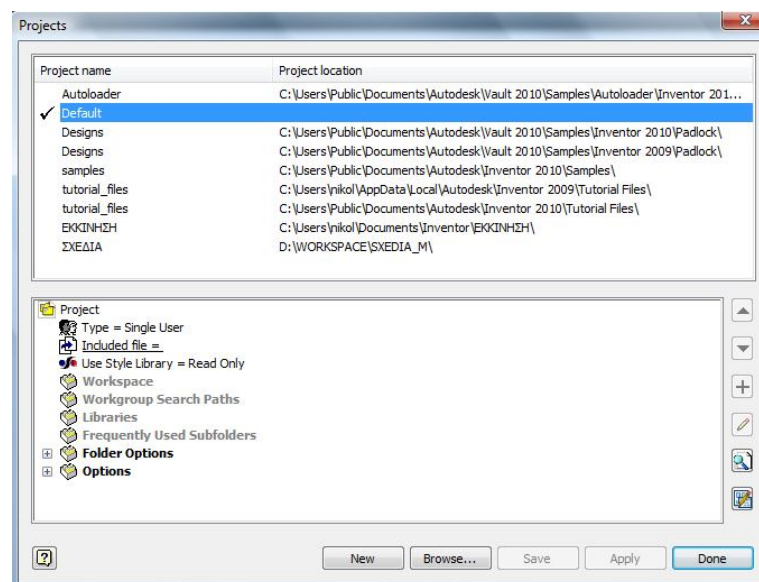 Projects
Project name Project location
Autoloader C:\Users\Public\Documents\Autodesk\Vault 2010\Samples\Autoloader\Inventor 201...
Default
Designs C:\Users\Public\Documents\Autodesk\Vault 2010\Samples\Inventor 2010\Padlock\
Designs C:\Users\Public\Documents\Autodesk\Vault 2010\Samples\Inventor 2009\Padlock\
samples C:\Users\Public\Documents\Autodesk\Inventor 2010\Samples\
tutorial_files C:\Users\nikol\AppData\Local\Autodesk\Inventor 2009\Tutorial Files\
tutorial_files C:\Users\Public\Documents\Autodesk\Inventor 2010\Tutorial Files\
ΕΚΚΙΝΗΣΗ C:\Users\nikol\Documents\Inventor\ΕΚΚΙΝΗΣΗ\
ΣΧΕΔΙΑ D:\WORKSPACE\SXEDIA_M\
Project
Type = Single User
Included file =
Use Style Library = Read Only
Workspace
Workgroup Search Paths
Libraries
Frequently Used Subfolders
Folder Options
Options
New Browse... Save Apply Done